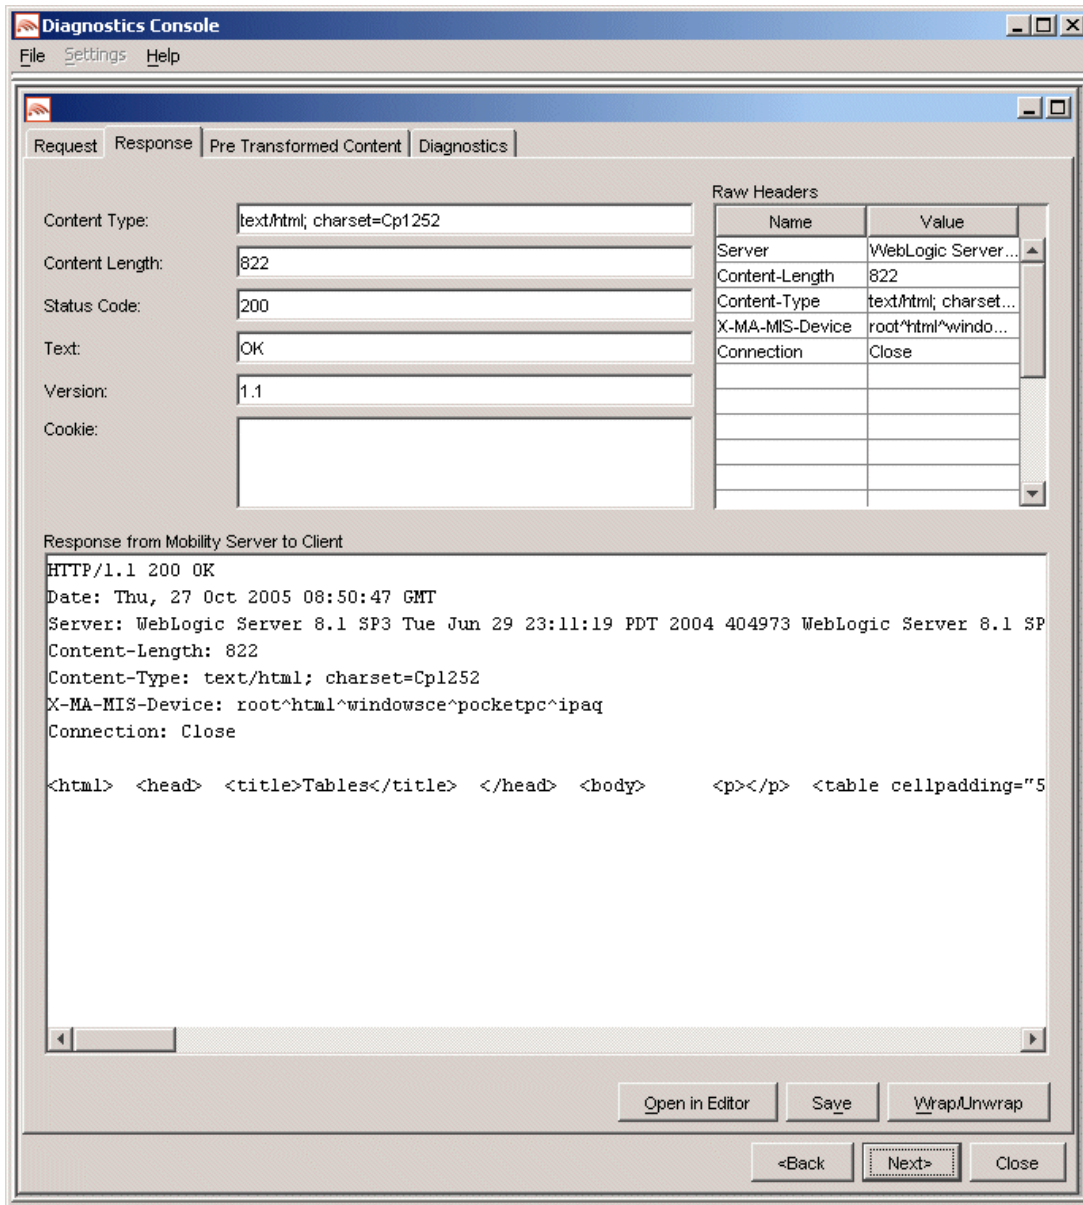 Diagnostics Console
File Settings Help
Request Response Pre Transformed Content Diagnostics
Raw Headers
Content Type: text/html; charset=Cp1252
Content Length: 822
Status Code: 200
Text: OK
Version: 1.1
Cookie:
Name Value
Server WebLogic Server...
Content-Length 822
Content-Type text/html; charset...
X-MA-MIS-Device root^html^windo...
Connection Close
Response from Mobility Server to Client
HTTP/1.1 200 OK
Date: Thu, 27 Oct 2005 08:50:47 GMT
Server: WebLogic Server 8.1 SP3 Tue Jun 29 23:11:19 PDT 2004 404973 WebLogic Server 8.1 SP
Content-Length: 822
Content-Type: text/html; charset=Cp1252
X-MA-MIS-Device: root^html^windowsce^pocketpc^ipaq
Connection: Close
<html> <head> <title>Tables</title> </head> <body> <p></p> <table cellpadding="5
Open in Editor Save Wrap/Unwrap
<Back Next> Close